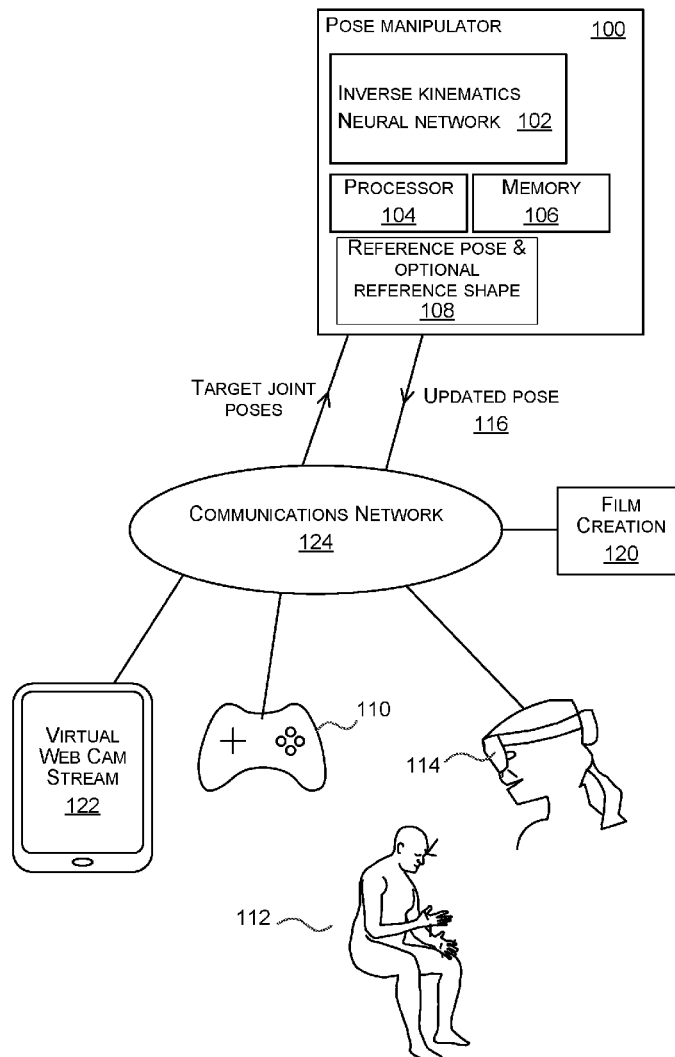 POSE MANIPULATOR 100
INVERSE KINEMATICS
NEURAL NETWORK 102
PROCESSOR
104
MEMORY
106
REFERENCE POSE &
OPTIONAL
REFERENCE SHAPE
108
TARGET JOINT
POSES
UPDATED POSE
116
COMMUNICATIONS NETWORK
124
FILM
CREATION
120
VIRTUAL
WEB CAM
STREAM
122
110
114
112